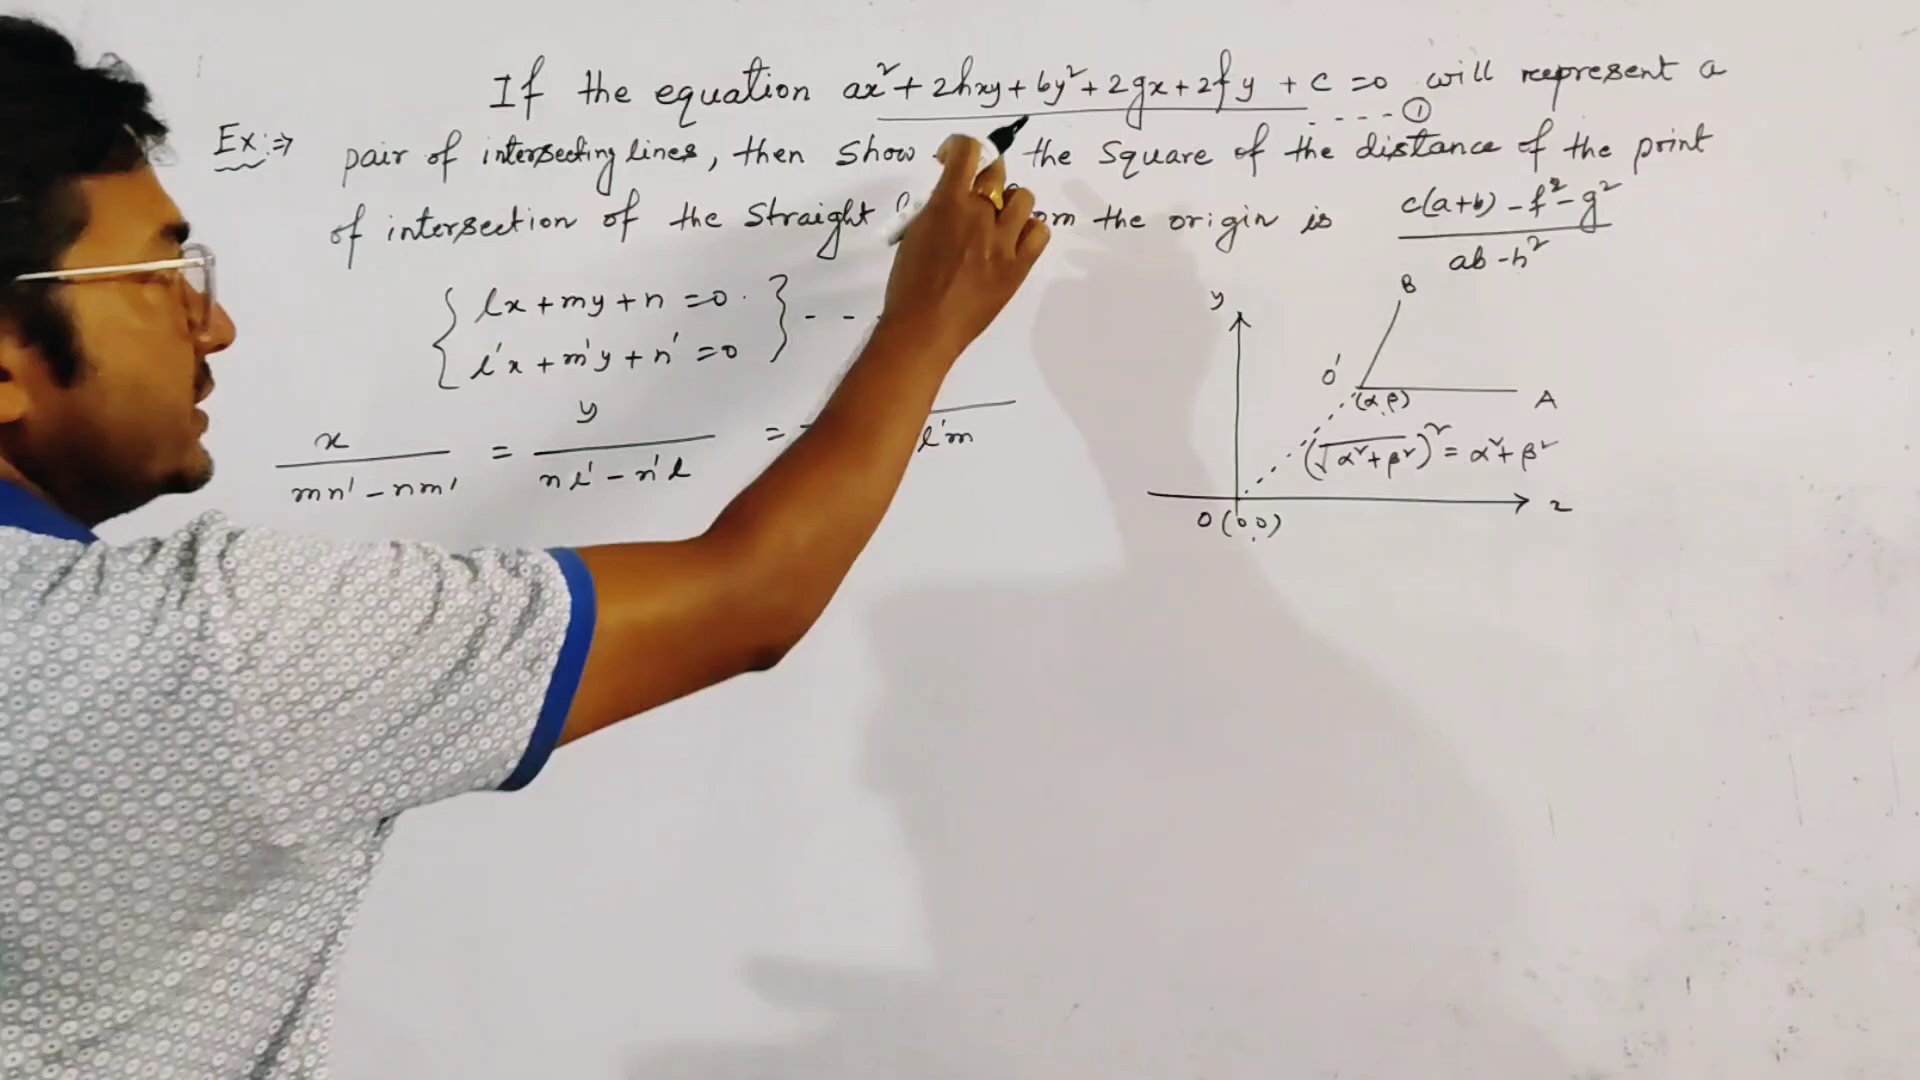 If the equation ax² + 2hxy + by² + 2gx + 2fy + c = 0 will represent a
----①
Ex:⇒ pair of intersecting lines, then show the square of the distance of the print
of intersection of the straight the origin is c(a+b) - f² - g² / ab - h²
lx + my + n = 0
l'x + m'y + n' = 0
x / mn' - nm' = y / nl' - n'l = l'm
y
B
O'
(α, β)
A
(√α² + β²)² = α² + β²
O (0,0)
x